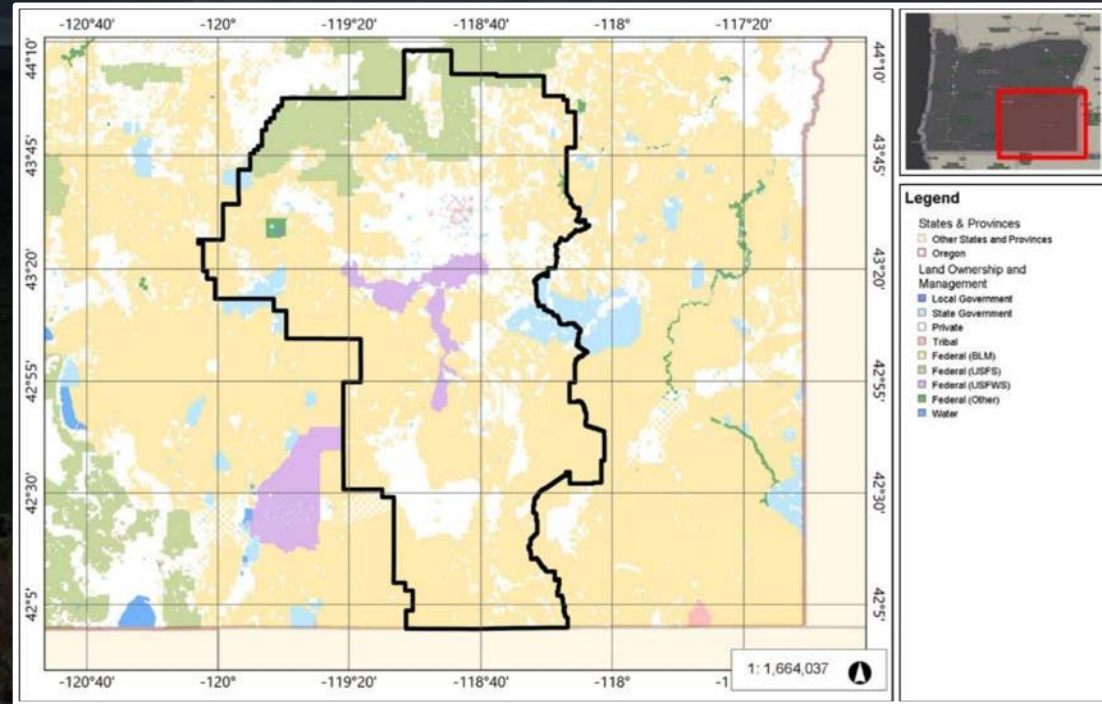 -120°40' -120° -119°20' -118°40' -118° -117°20'
44°10' 44°10'
43°45' 43°45'
43°20' 43°20'
42°55' 42°55'
42°30' 42°30'
42°5' 42°5'
-120°40' -120° -119°20' -118°40' -118°
1: 1,664,037
Legend
States & Provinces
Other States and Provinces
Oregon
Land Ownership and
Management
Local Government
State Government
Private
Tribal
Federal (BLM)
Federal (USFS)
Federal (USFWS)
Federal (Other)
Water